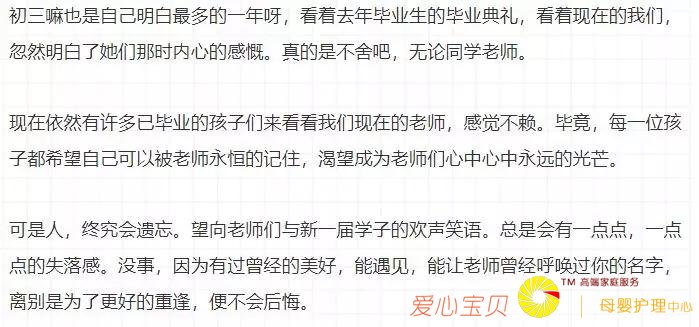 初三嘛也是自己明白最多的一年呀，看着去年毕业生的毕业典礼，看着现在的我们，
忽然明白了她们那时内心的感慨。真的是不舍吧，无论同学老师。
现在依然有许多已毕业的孩子们来看看我们现在的老师，感觉不赖。毕竟，每一位孩
子都希望自己可以被老师永恒的记住，渴望成为老师们心中心中永远的光芒。
可是人，终究会遗忘。望向老师们与新一届学子的欢声笑语。总是会有一点点，一点
点的失落感。没事，因为有过曾经的美好，能遇见，能让老师曾经呼唤过你的名字，
离别是为了更好的重逢，便不会后悔。
爱心宝贝 TM 高端家庭服务 母婴护理中心